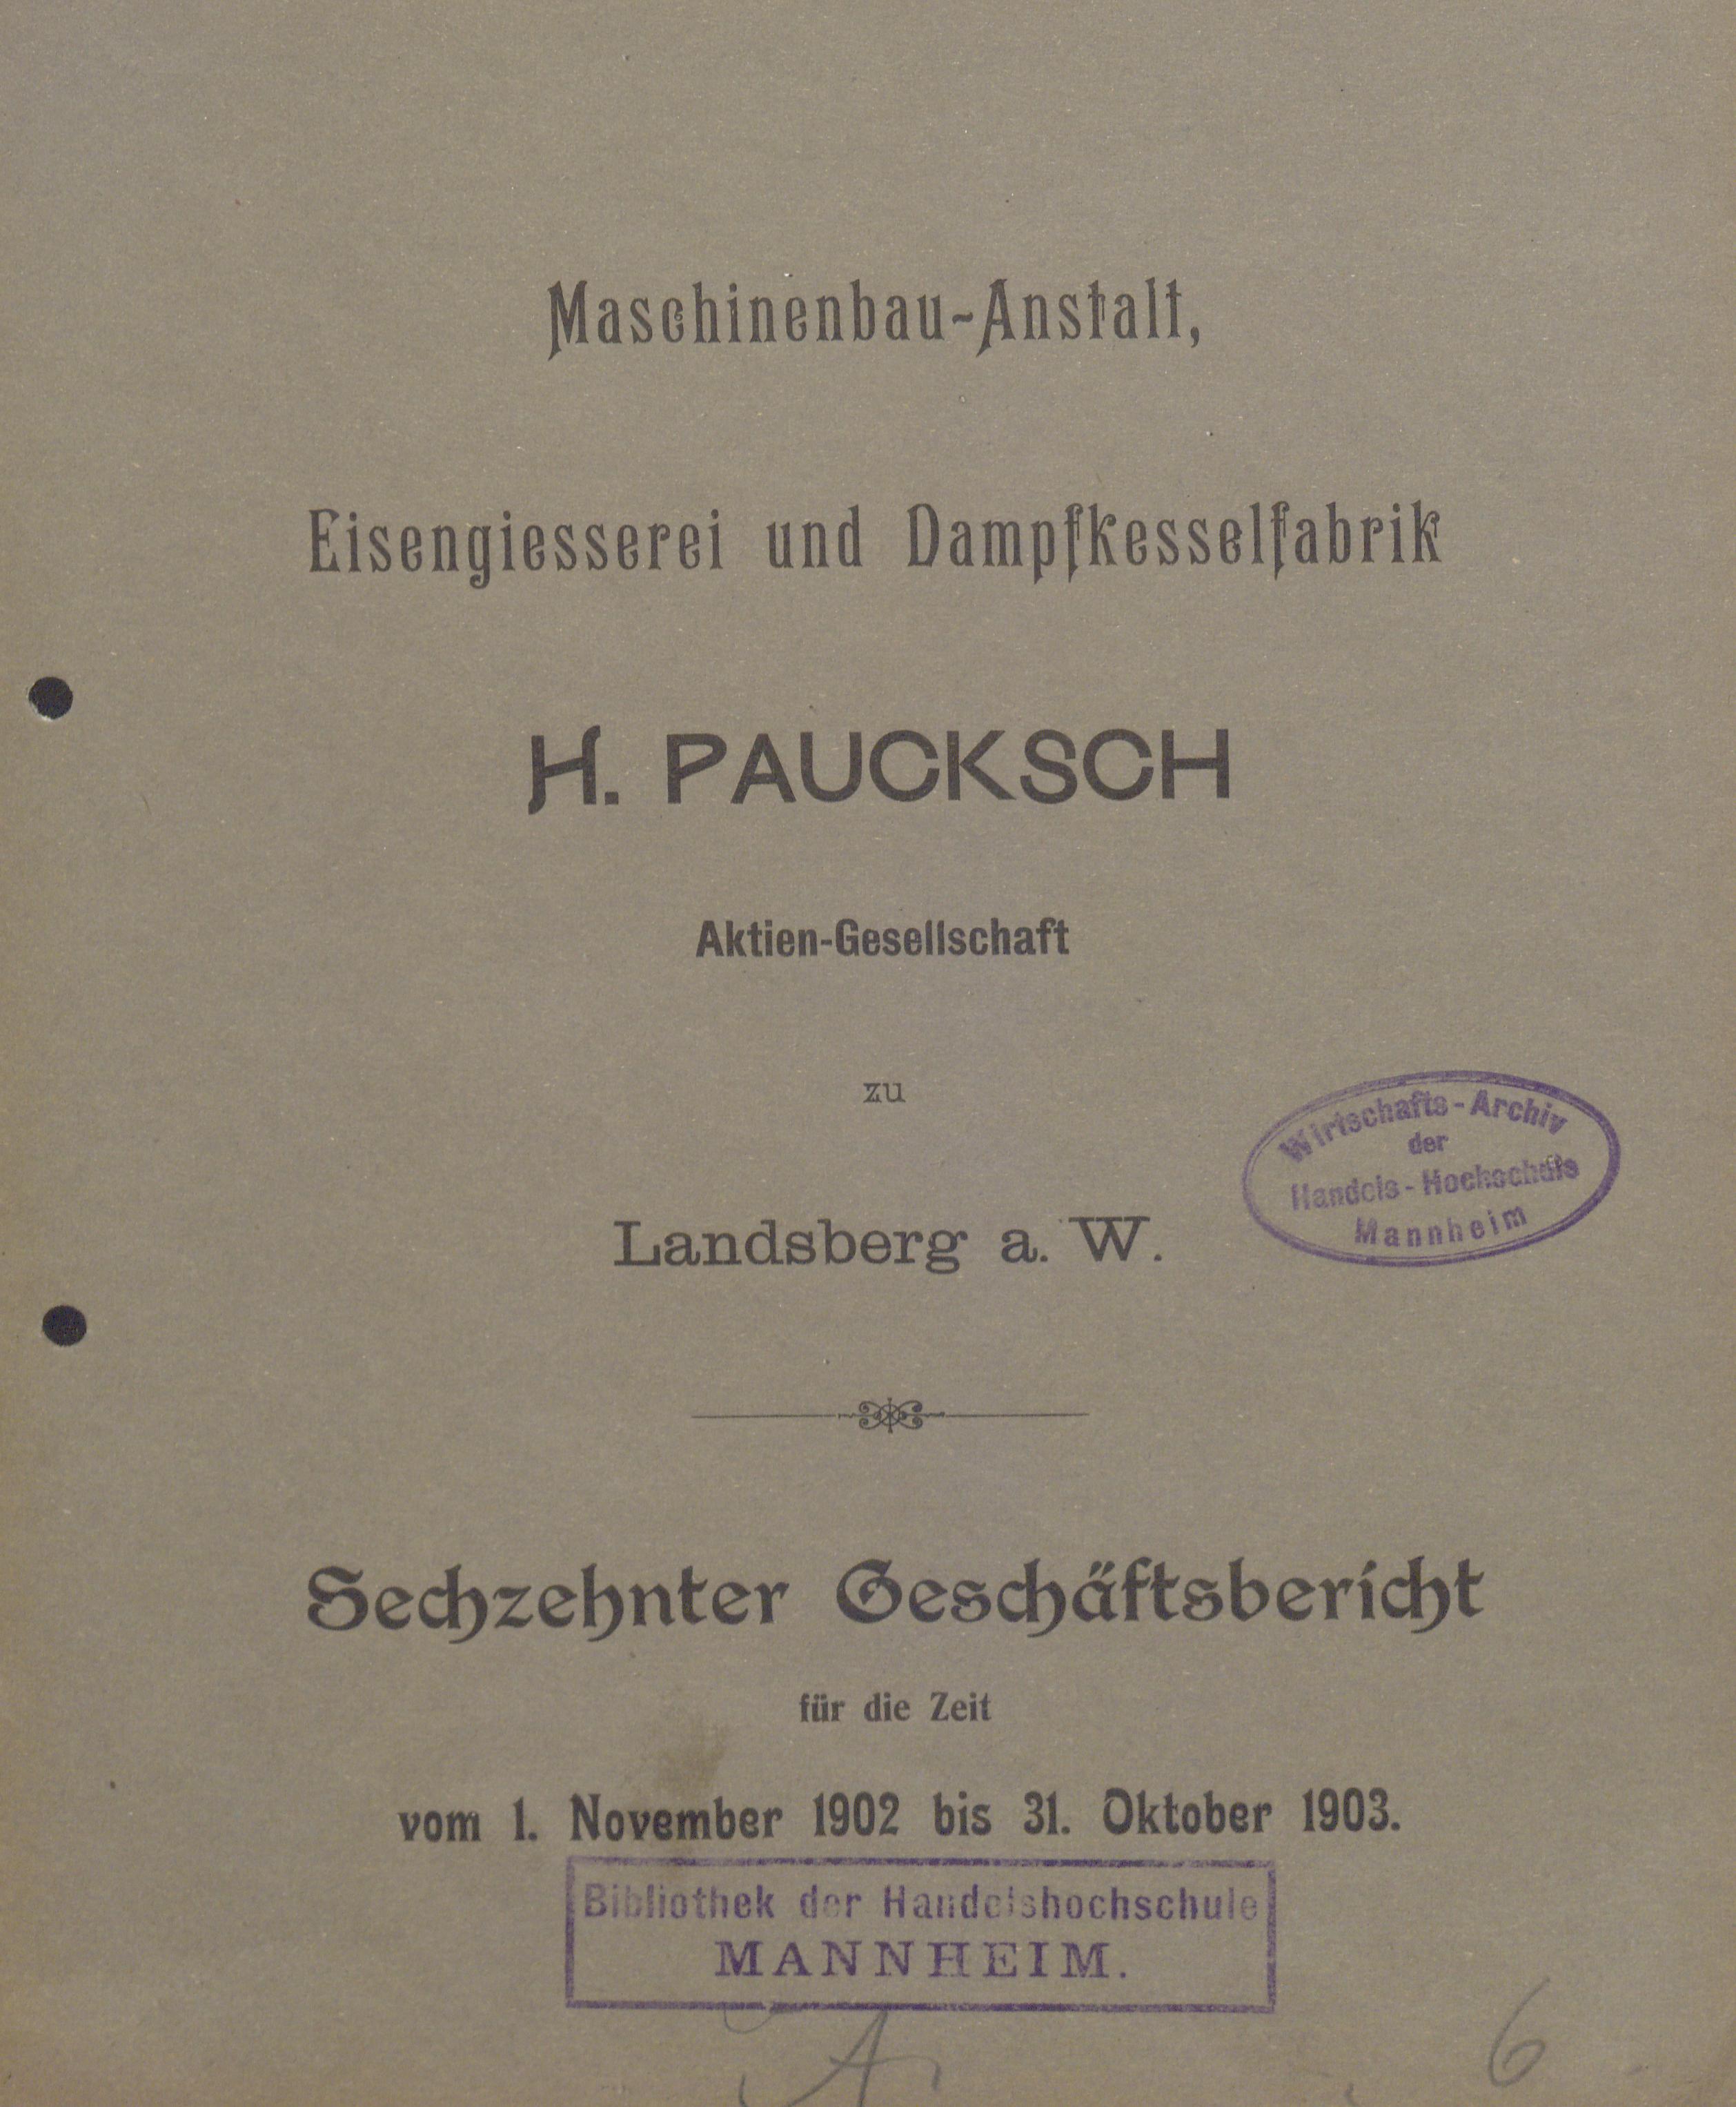 Maschinenbau-Anstalt,
Eisengiesserei und Dampfkesselfabrik
H. PAUCKSCH
Aktien-Gesellschaft
zu
Wirtschafts-Archiv
der
Handels-Hochschule
Mannheim
Landsberg a. W.
Sechzehnter Geschäftsbericht
für die Zeit
vom 1. November 1902 bis 31. Oktober 1903.
Bibliothek der Handelshochschule
MANNHEIM.
A
6